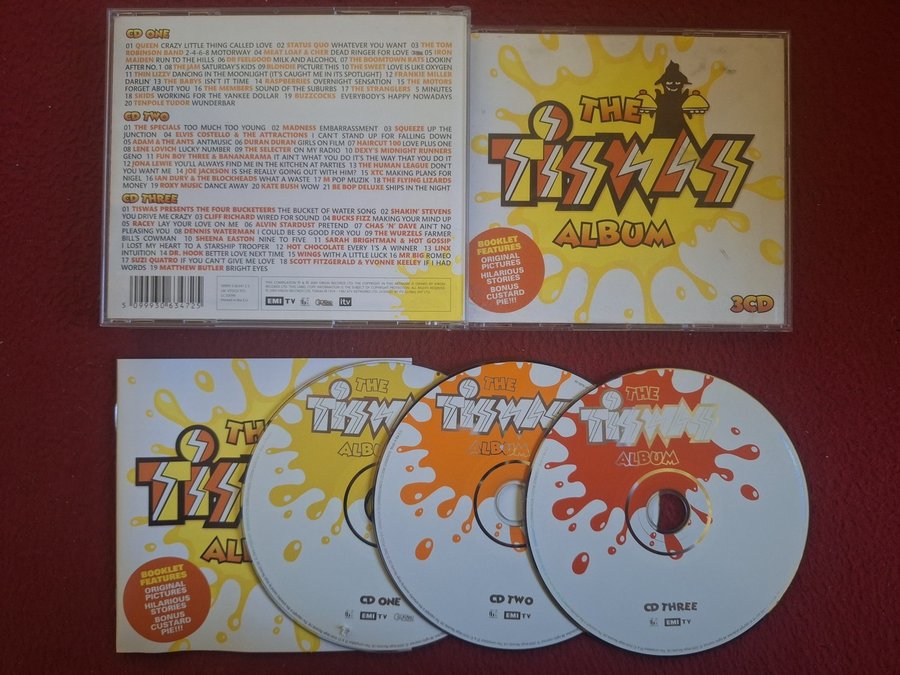 CD ONE
01 QUEEN CRAZY LITTLE THING CALLED LOVE 02 STATUS QUO WHATEVER YOU WANT 03 THE TOM
ROBINSON BAND 2-4-6-8 MOTORWAY 04 MEAT LOAF & CHER DEAD RINGER FOR LOVE 05 IRON
MAIDEN RUN TO THE HILLS 06 DR FEELGOOD MILK AND ALCOHOL 07 THE BOOMTOWN RATS LOOKIN
AFTER NO. 1 08 THE JAM SATURDAY'S KIDS 09 BLONDIE PICTURE THIS 10 THE SWEET LOVE IS LIKE OXYGEN
11 THIN LIZZY DANCING IN THE MOONLIGHT (IT'S CAUGHT ME IN ITS SPOTLIGHT) 12 FRANKIE MILLER
DARLIN' 13 THE BABYS ISN'T IT TIME 14 RASPBERRIES OVERNIGHT SENSATION 15 THE MOTORS
FORGET ABOUT YOU 16 THE MEMBERS SOUND OF THE SUBURBS 17 THE STRANGLERS 5 MINUTES
18 SKIDS WORKING FOR THE YANKEE DOLLAR 19 BUZZCOCKS EVERYBODY'S HAPPY NOWADAYS
20 TENPOLE TUDOR WUNDERBAR
CD TWO
01 THE SPECIALS TOO MUCH TOO YOUNG 02 MADNESS EMBARRASSMENT 03 SQUEEZE UP THE
JUNCTION 04 ELVIS COSTELLO & THE ATTRACTIONS I CAN'T STAND UP FOR FALLING DOWN
05 ADAM & THE ANTS ANTMUSIC 06 DURAN DURAN GIRLS ON FILM 07 HAIRCUT 100 LOVE PLUS ONE
08 LENE LOVICH LUCKY NUMBER 09 THE SELECTER ON MY RADIO 10 DEXY'S MIDNIGHT RUNNERS
GENO 11 FUN BOY THREE & BANANARAMA IT AIN'T WHAT YOU DO IT'S THE WAY THAT YOU DO IT
12 JONA LEWIE YOU'LL ALWAYS FIND ME IN THE KITCHEN AT PARTIES 13 THE HUMAN LEAGUE DON'T
YOU WANT ME 14 JOE JACKSON IS SHE REALLY GOING OUT WITH HIM? 15 XTC MAKING PLANS FOR
NIGEL 16 IAN DURY & THE BLOCKHEADS WHAT A WASTE 17 M POP MUZIK 18 THE FLYING LIZARDS
MONEY 19 ROXY MUSIC DANCE AWAY 20 KATE BUSH WOW 21 BE BOP DELUXE SHIPS IN THE NIGHT
CD THREE
01 TISWAS PRESENTS THE FOUR BUCKETEERS THE BUCKET OF WATER SONG 02 SHAKIN' STEVENS
YOU DRIVE ME CRAZY 03 CLIFF RICHARD WIRED FOR SOUND 04 BUCKS FIZZ MAKING YOUR MIND UP
05 RACEY LAY YOUR LOVE ON ME 06 ALVIN STARDUST PRETEND 07 CHAS 'N' DAVE AIN'T NO
PLEASING YOU 08 DENNIS WATERMAN I COULD BE SO GOOD FOR YOU 09 THE WURZELS FARMER
BILL'S COWMAN 10 SHEENA EASTON NINE TO FIVE 11 SARAH BRIGHTMAN & HOT GOSSIP
I LOST MY HEART TO A STARSHIP TROOPER 12 HOT CHOCOLATE EVERY 1'S A WINNER 13 LINX
INTUITION 14 DR. HOOK BETTER LOVE NEXT TIME 15 WINGS WITH A LITTLE LUCK 16 MR BIG ROMEO
17 SUZI QUATRO IF YOU CAN'T GIVE ME LOVE 18 SCOTT FITZGERALD & YVONNE KEELEY IF I HAD
WORDS 19 MATTHEW BUTLER BRIGHT EYES
5 099930 634725
EMI TV
itv
THE
TISWAS
ALBUM
BOOKLET
FEATURES
ORIGINAL
PICTURES
HILARIOUS
STORIES
BONUS
CUSTARD
PIE!!!
3CD
TH
TIS
ALB
BOOKLET
FEATURES
ORIGINAL
PICTURES
HILARIOUS
STORIES
BONUS
CUSTARD
PIE!!!
THE
TISWA
ALBU
CD ONE
EMI TV
THE
TISWAS
ALBUM
CD TWO
EMI TV
THE
TISWAS
ALBUM
CD THREE
EMI TV